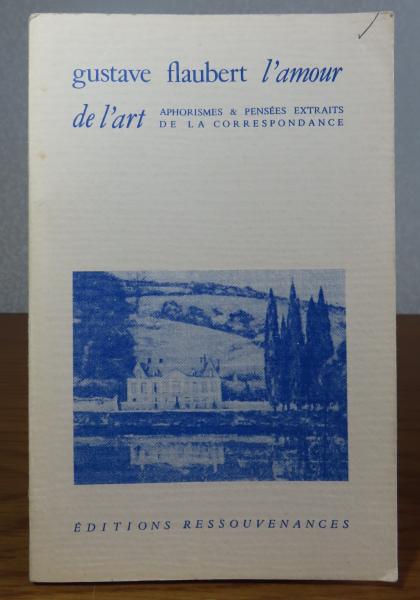 gustave flaubert l'amour
de l'art APHORISMES & PENSÉES EXTRAITS
DE LA CORRESPONDANCE
ÉDITIONS RESSOUVENANCES